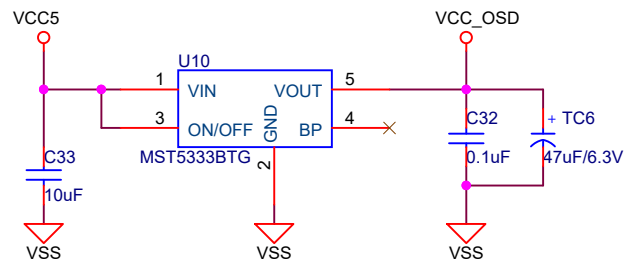 VCC5
VCC_OSD
U10
1
VIN
VOUT
5
3
ON/OFF
GND
BP
4
C32
+ TC6
MST5333BTG
2
0.1uF
47uF/6.3V
C33
10uF
VSS
VSS
VSS